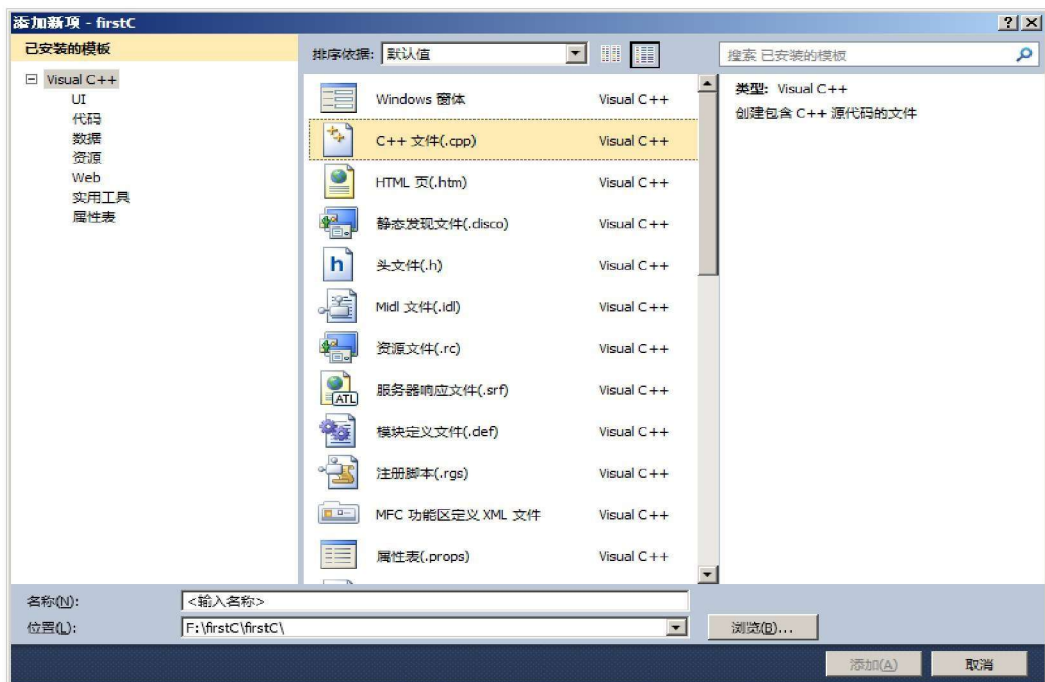 添加新项 - firstC
已安装的模板
排序依据: 默认值
搜索 已安装的模板
Visual C++
UI
代码
数据
资源
Web
实用工具
属性表
Windows 窗体 Visual C++
C++ 文件(.cpp) Visual C++
HTML 页(.htm) Visual C++
静态发现文件(.disco) Visual C++
头文件(.h) Visual C++
Midl 文件(.idl) Visual C++
资源文件(.rc) Visual C++
ATL
服务器响应文件(.srf) Visual C++
模块定义文件(.def) Visual C++
注册脚本(.rgs) Visual C++
MFC 功能区定义 XML 文件 Visual C++
属性表(.props) Visual C++
类型: Visual C++
创建包含 C++ 源代码的文件
名称(N): <输入名称>
位置(L): F:\firstC\firstC\
浏览(B)...
添加(A) 取消